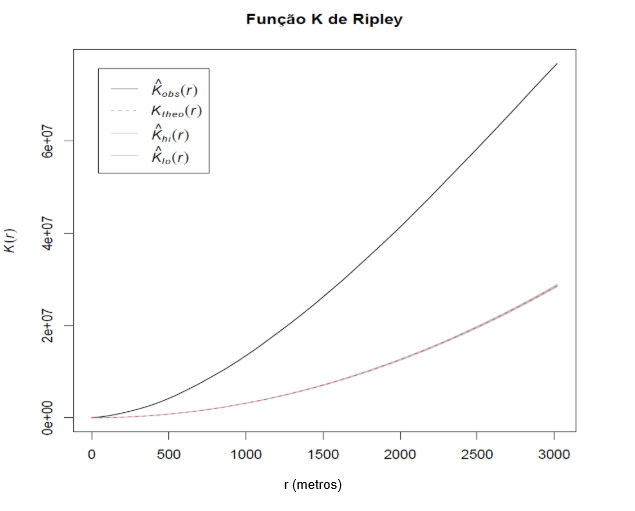 Função K de Ripley
K̂obs(r)
Ktheo(r)
K̂hi(r)
K̂lo(r)
K(r)
6e+07
4e+07
2e+07
0e+00
0 500 1000 1500 2000 2500 3000
r (metros)